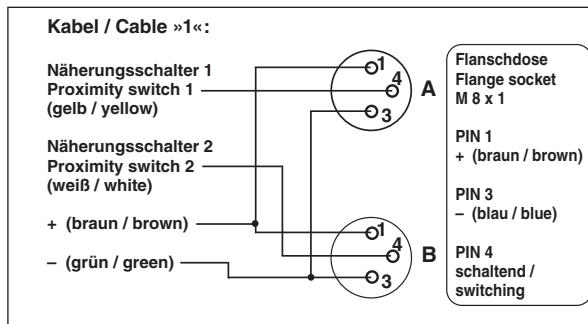 Kabel / Cable »1«:
Näherungsschalter 1
Proximity switch 1
(gelb / yellow)
Näherungsschalter 2
Proximity switch 2
(weiß / white)
+ (braun / brown)
– (grün / green)
1
4
3
A
1
4
3
B
Flanschdose
Flange socket
M 8 x 1
PIN 1
+ (braun / brown)
PIN 3
– (blau / blue)
PIN 4
schaltend /
switching